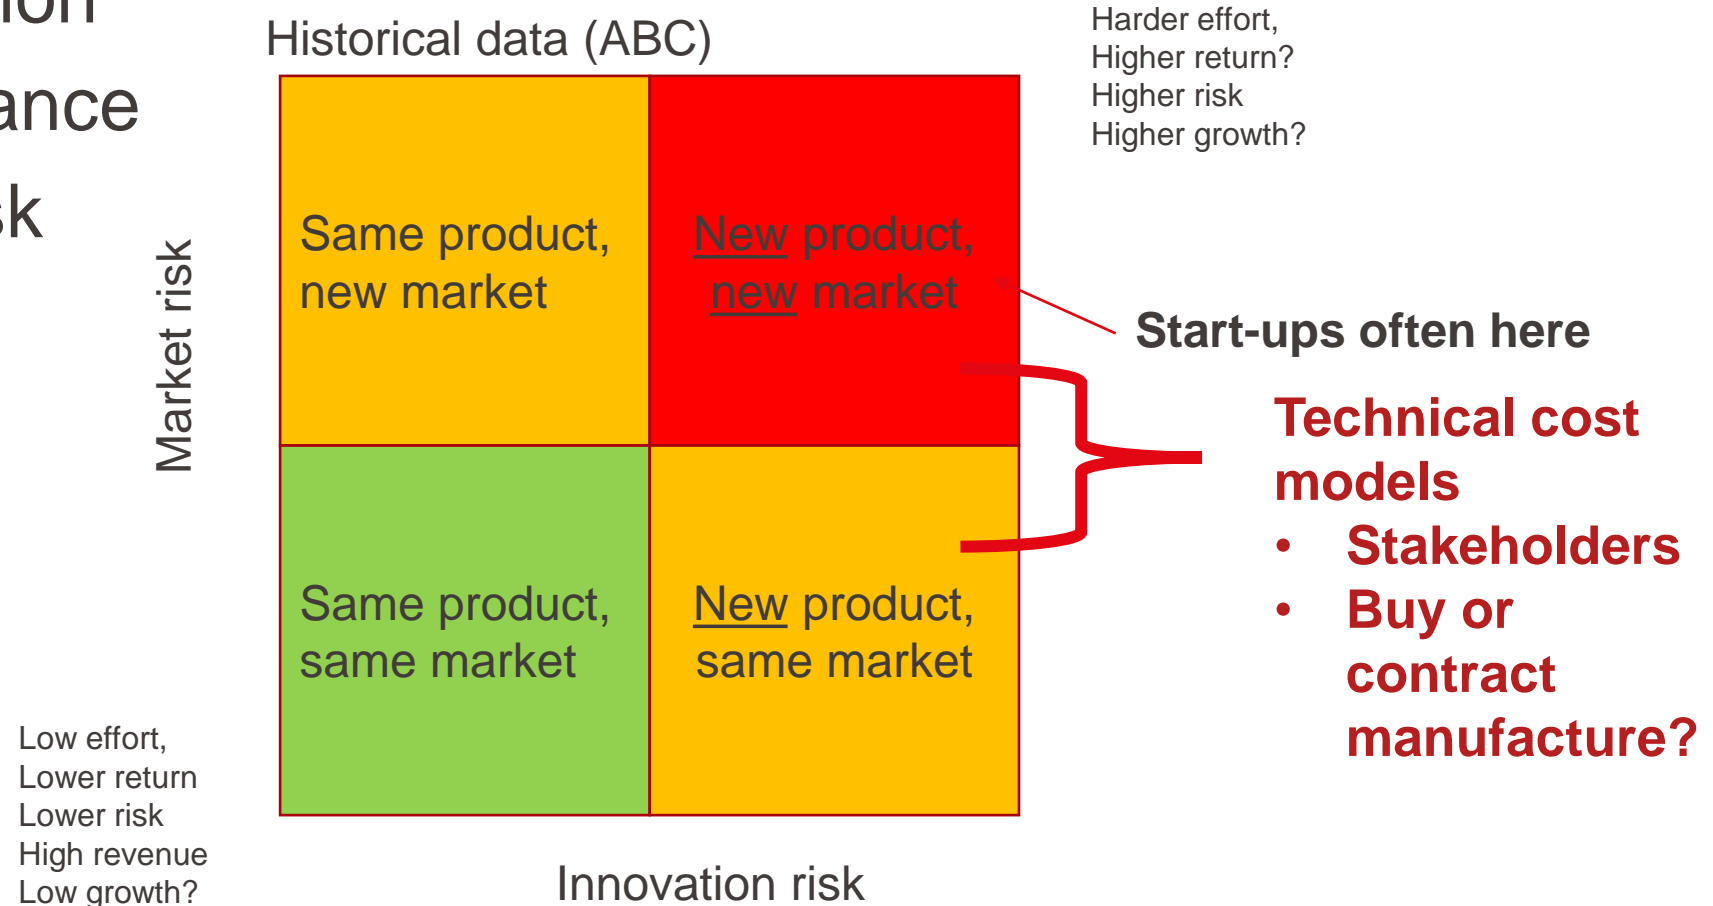 Historical data (ABC)
Harder effort,
Higher return?
Higher risk
Higher growth?
Market risk
Same product,
new market
New product,
new market
Start-ups often here
Technical cost
models
• Stakeholders
• Buy or
contract
manufacture?
Same product,
same market
New product,
same market
Low effort,
Lower return
Lower risk
High revenue
Low growth?
Innovation risk